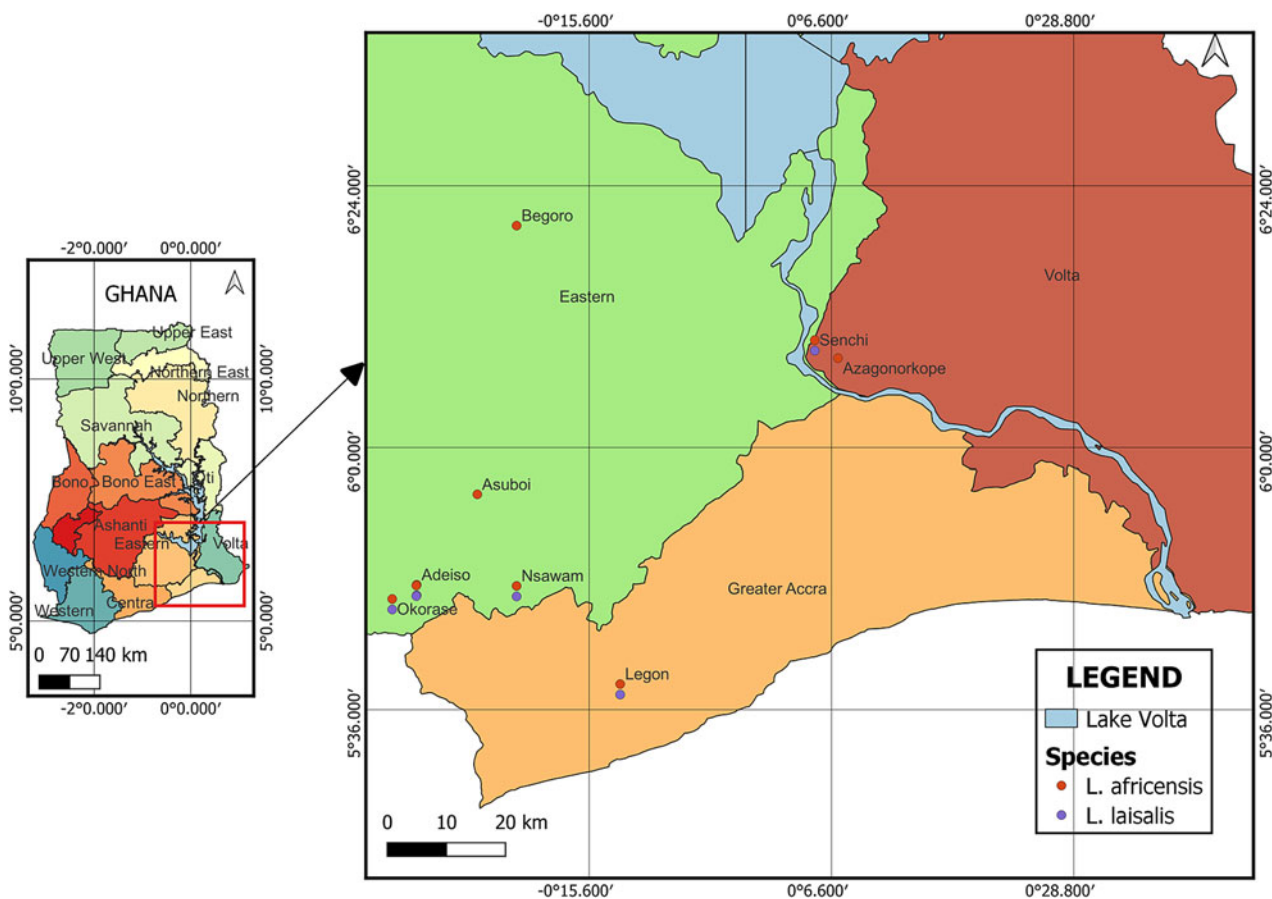 -2°0.000′ 0°0.000′
GHANA
Upper East
Upper West
Northern East
Northern
Savannah
Bono
Bono East
Ashanti
Eastern
Volta
Western North
Central
Western
10°0.000′
5°0.000′
10°0.000′
5°0.000′
0 70 140 km
-2°0.000′ 0°0.000′
-0°15.600′ 0°6.600′ 0°28.800′
6°24.000′
6°0.000′
5°36.000′
Begoro
Eastern
Volta
Senchi
Azagonorkope
Asuboi
Adeiso
Nsawam
Okorase
Greater Accra
Legon
0 10 20 km
LEGEND
Lake Volta
Species
L. africensis
L. laisalis
6°24.000′
6°0.000′
5°36.000′
-0°15.600′ 0°6.600′ 0°28.800′